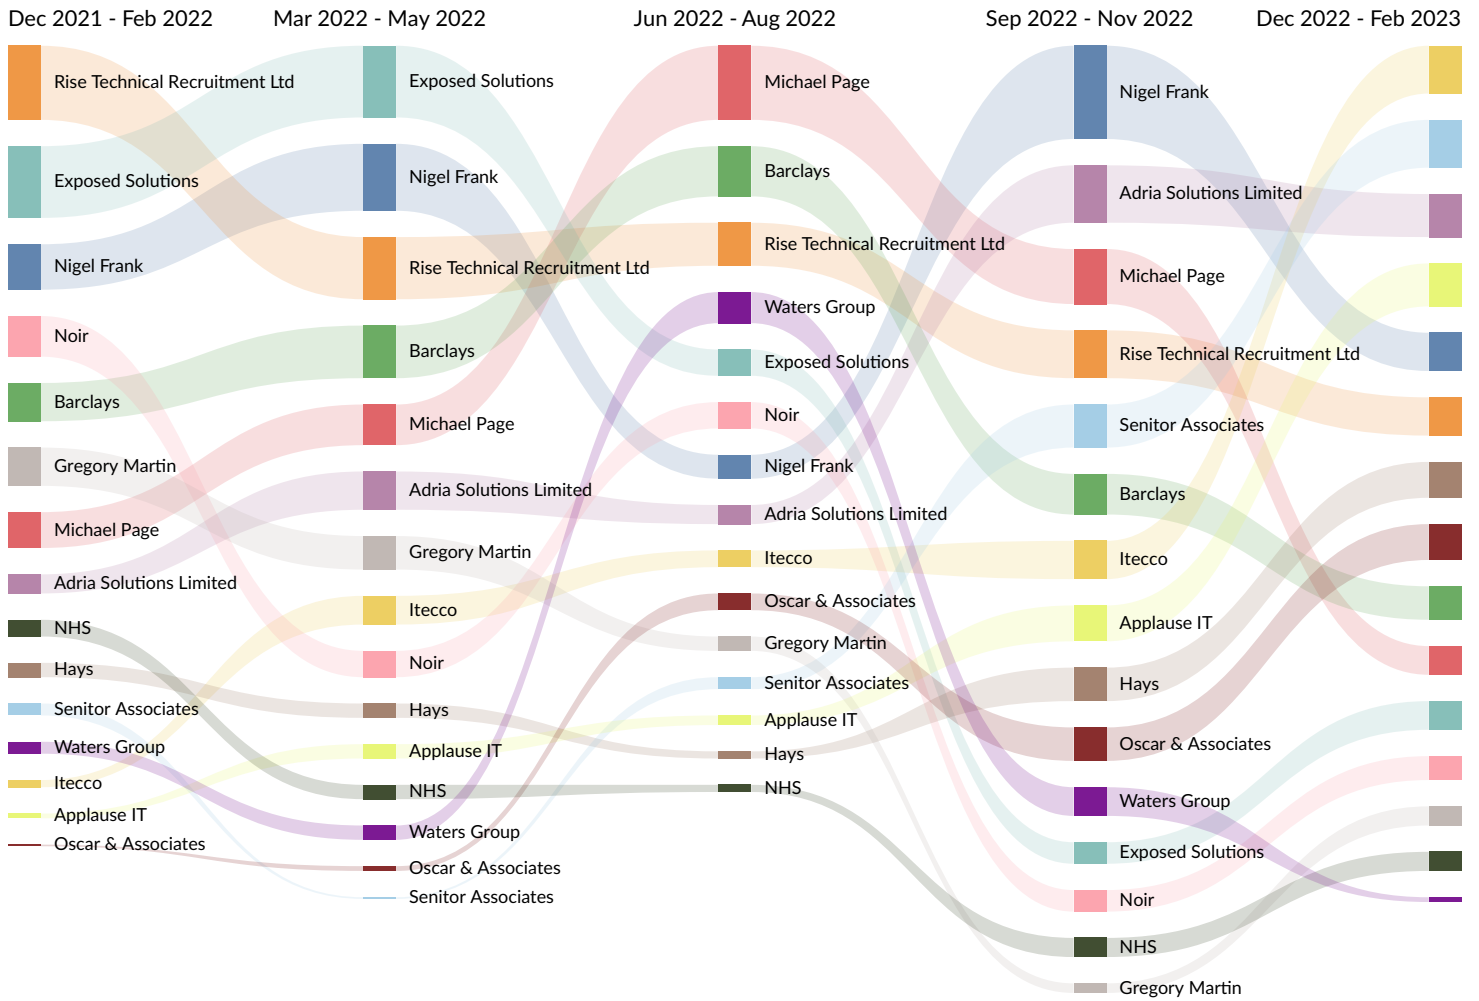 Dec 2021 - Feb 2022
Mar 2022 - May 2022
Jun 2022 - Aug 2022
Sep 2022 - Nov 2022
Dec 2022 - Feb 2023
Rise Technical Recruitment Ltd
Exposed Solutions
Nigel Frank
Noir
Barclays
Gregory Martin
Michael Page
Adria Solutions Limited
NHS
Hays
Senitor Associates
Waters Group
Itecco
Applause IT
Oscar & Associates
Exposed Solutions
Nigel Frank
Rise Technical Recruitment Ltd
Barclays
Michael Page
Adria Solutions Limited
Gregory Martin
Itecco
Noir
Hays
Applause IT
NHS
Waters Group
Oscar & Associates
Senitor Associates
Michael Page
Barclays
Rise Technical Recruitment Ltd
Waters Group
Exposed Solutions
Noir
Nigel Frank
Adria Solutions Limited
Itecco
Oscar & Associates
Gregory Martin
Senitor Associates
Applause IT
Hays
NHS
Nigel Frank
Adria Solutions Limited
Michael Page
Rise Technical Recruitment Ltd
Senitor Associates
Barclays
Itecco
Applause IT
Hays
Oscar & Associates
Waters Group
Exposed Solutions
Noir
NHS
Gregory Martin